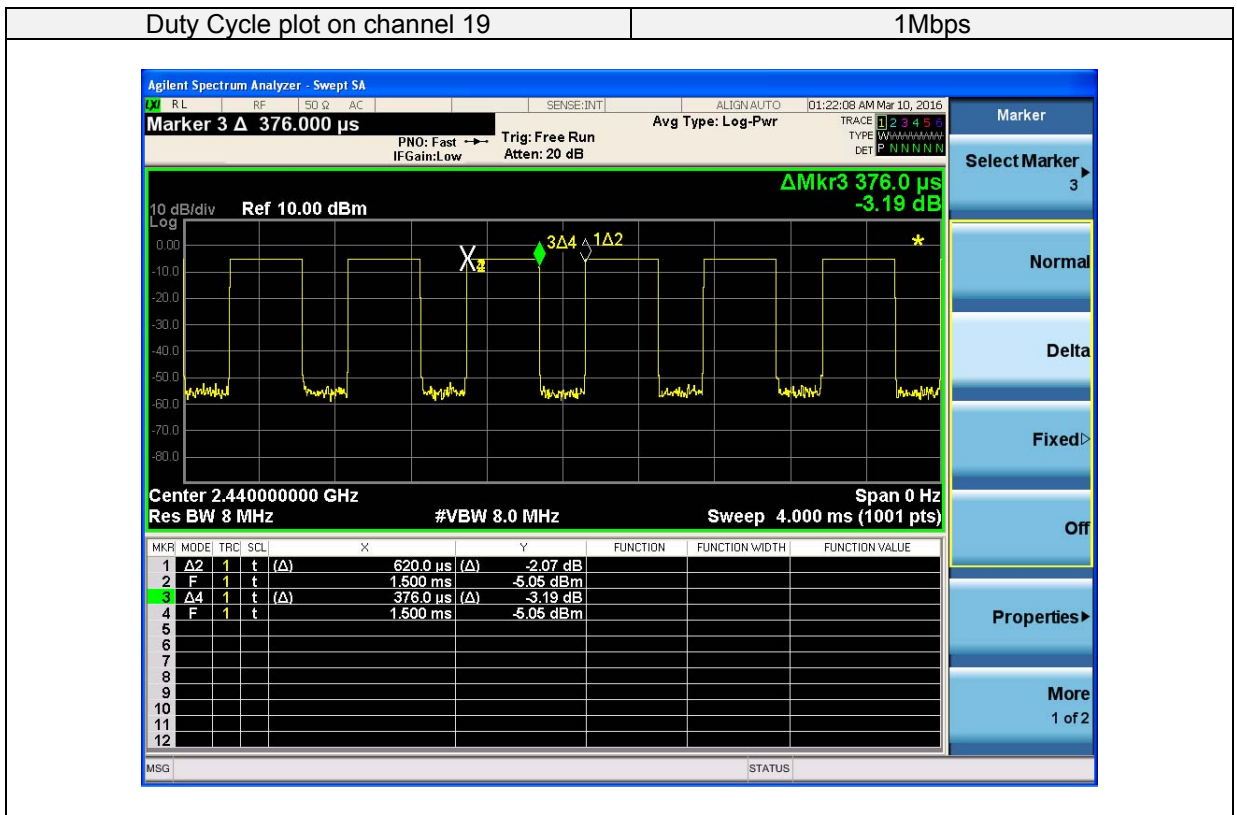 Duty Cycle plot on channel 19 1Mbps
Agilent Spectrum Analyzer - Swept SA
LXI RL RF 50 Ω AC SENSE:INT ALIGNAUTO 01:22:08 AM Mar 10, 2016
Marker 3 Δ 376.000 µs
PNO: Fast
IFGain:Low
Trig: Free Run
Atten: 20 dB
Avg Type: Log-Pwr
TRACE 1 2 3 4 5 6
TYPE
DET P N N N N N
ΔMkr3 376.0 µs
-3.19 dB
10 dB/div Ref 10.00 dBm
Log
0.00
-10.0
-20.0
-30.0
-40.0
-50.0
-60.0
-70.0
-80.0
X
3Δ4 1Δ2
*
Center 2.440000000 GHz Span 0 Hz
Res BW 8 MHz #VBW 8.0 MHz Sweep 4.000 ms (1001 pts)
MKR MODE TRC SCL X Y FUNCTION FUNCTION WIDTH FUNCTION VALUE
1 Δ2 1 t (Δ) 620.0 µs (Δ) -2.07 dB
2 F 1 t 1.500 ms -5.05 dBm
3 Δ4 1 t (Δ) 376.0 µs (Δ) -3.19 dB
4 F 1 t 1.500 ms -5.05 dBm
5
6
7
8
9
10
11
12
MSG STATUS
Marker
Select Marker
3
Normal
Delta
Fixed
Off
Properties
More
1 of 2